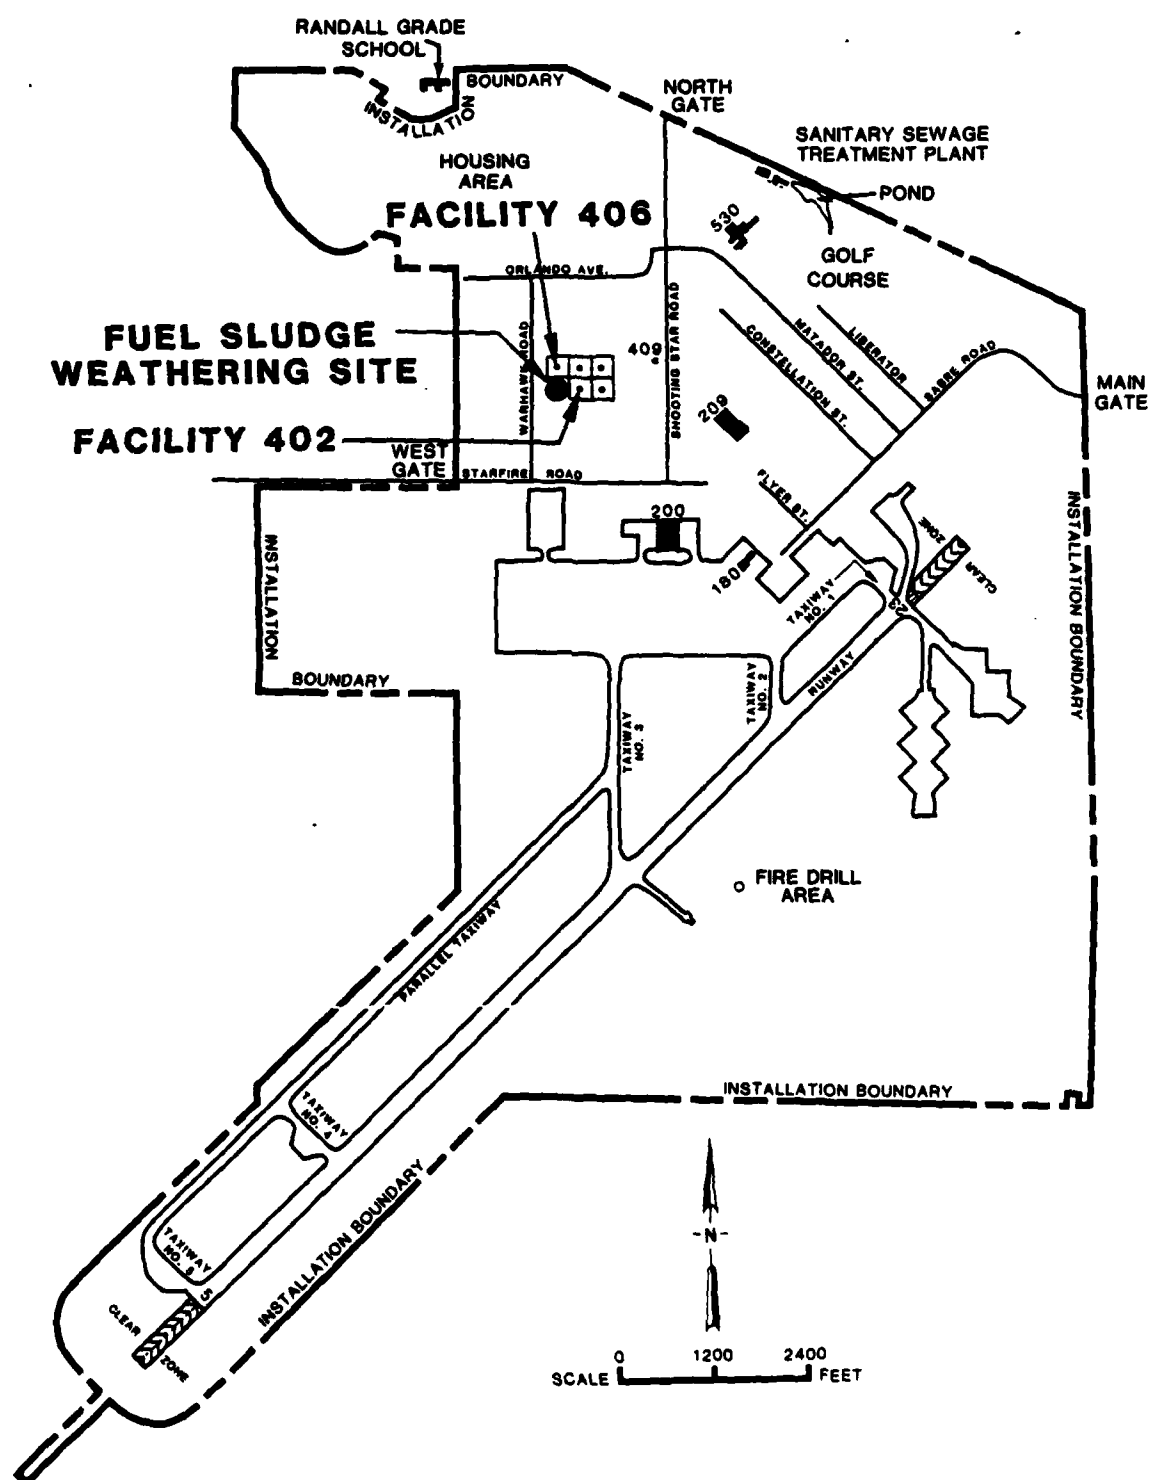 RANDALL GRADE
SCHOOL
BOUNDARY
INSTALLATION
NORTH
GATE
SANITARY SEWAGE
TREATMENT PLANT
POND
HOUSING
AREA
FACILITY 406
530
GOLF
COURSE
ORLANDO AVE.
FUEL SLUDGE
WEATHERING SITE
WARHAWK ROAD
409
SHOOTING STAR ROAD
CONSTELLATION ST.
MATADOR ST.
LIBERATOR
SABRE ROAD
MAIN
GATE
209
FACILITY 402
WEST
GATE
STARFIRE ROAD
FLYER ST.
200
180
INSTALLATION
BOUNDARY
ZONE
CLEAR
INSTALLATION BOUNDARY
TAXIWAY
NO. 1
23
RUNWAY
TAXIWAY
NO. 2
TAXIWAY
NO. 3
FIRE DRILL
AREA
PARALLEL TAXIWAY
INSTALLATION BOUNDARY
TAXIWAY
NO. 4
INSTALLATION BOUNDARY
TAXIWAY
NO. 5
5
CLEAR
ZONE
-N-
0 1200 2400
SCALE FEET